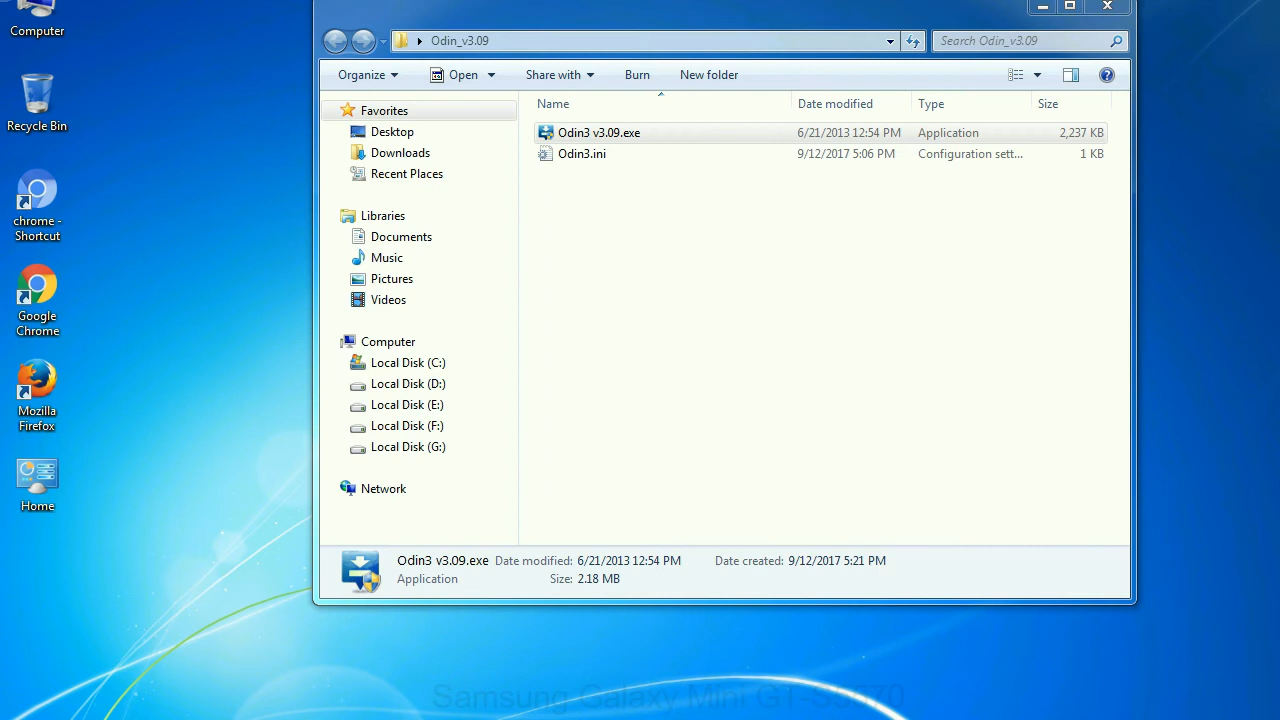 Computer
Recycle Bin
chrome -
Shortcut
Google
Chrome
Mozilla
Firefox
Home
Odin_v3.09
Search Odin_v3.09
Organize
Open
Share with
Burn
New folder
Name
Date modified
Type
Size
Odin3 v3.09.exe
6/21/2013 12:54 PM
Application
2,237 KB
Odin3.ini
9/12/2017 5:06 PM
Configuration sett...
1 KB
Favorites
Desktop
Downloads
Recent Places
Libraries
Documents
Music
Pictures
Videos
Computer
Local Disk (C:)
Local Disk (D:)
Local Disk (E:)
Local Disk (F:)
Local Disk (G:)
Network
Odin3 v3.09.exe
Date modified: 6/21/2013 12:54 PM
Date created: 9/12/2017 5:21 PM
Application
Size: 2.18 MB
Samsung Galaxy Mini GT-S5570